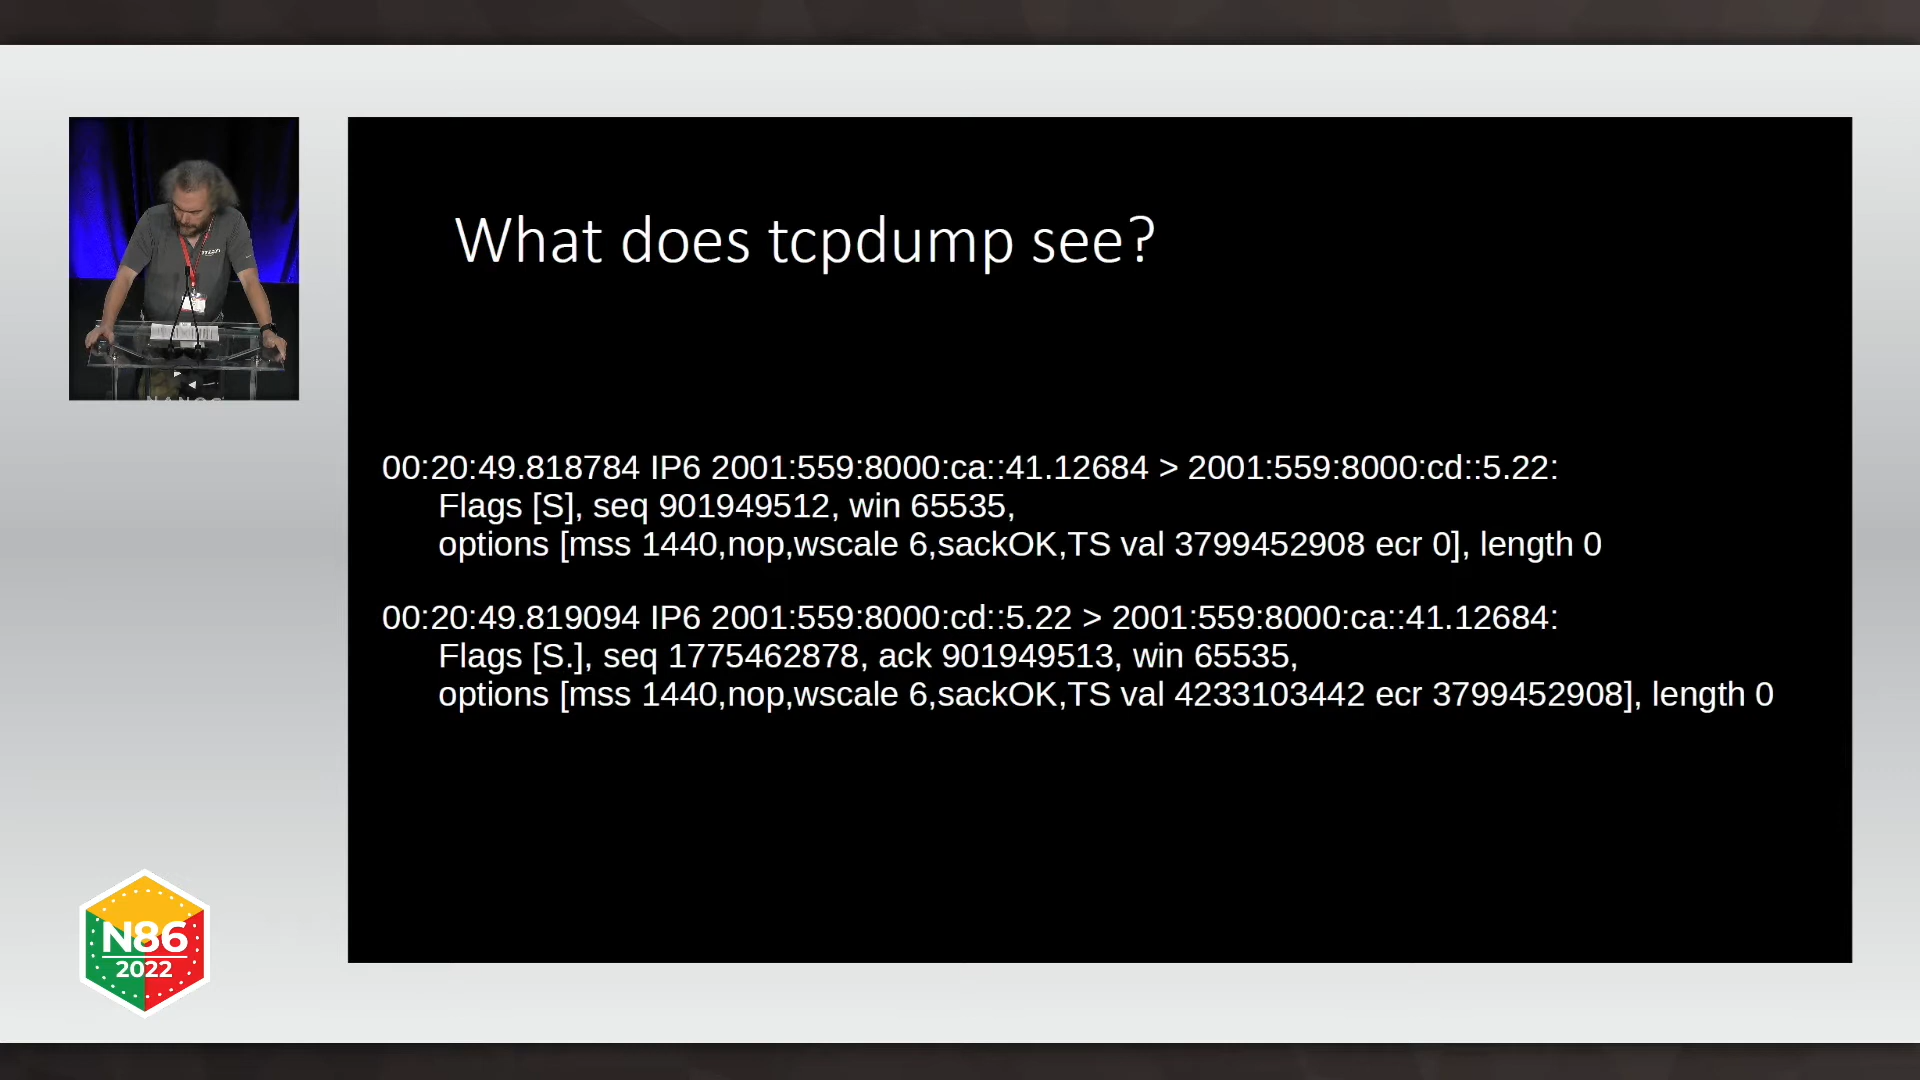 What does tcpdump see?
00:20:49.818784 IP6 2001:559:8000:ca::41.12684 > 2001:559:8000:cd::5.22:
Flags [S], seq 901949512, win 65535,
options [mss 1440,nop,wscale 6,sackOK,TS val 3799452908 ecr 0], length 0
00:20:49.819094 IP6 2001:559:8000:cd::5.22 > 2001:559:8000:ca::41.12684:
Flags [S.], seq 1775462878, ack 901949513, win 65535,
options [mss 1440,nop,wscale 6,sackOK,TS val 4233103442 ecr 3799452908], length 0
N86
2022